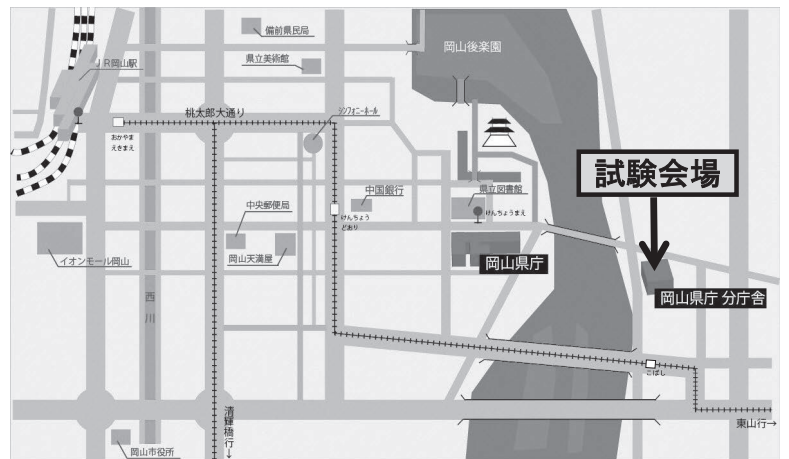 備前県民局
岡山後楽園
JR岡山駅
県立美術館
桃太郎大通り
シンフォニーホール
おかやま
えきまえ
試験会場
中国銀行
県立図書館
中央郵便局
けんちょう
どおり
けんちょうまえ
イオンモール岡山
岡山天満屋
岡山県庁
岡山県庁 分庁舎
西川
こばし
清輝橋行→
東山行→
岡山市役所